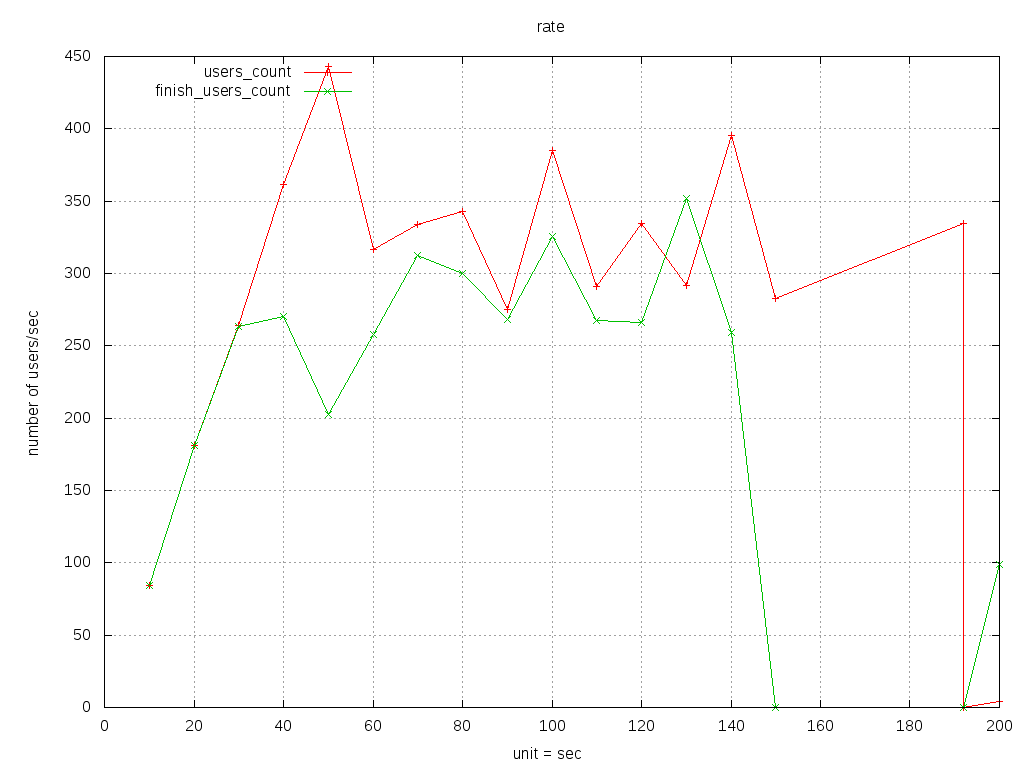 rate
users_count
finish_users_count
450
400
350
300
250
200
150
100
50
0
number of users/sec
0 20 40 60 80 100 120 140 160 180 200
unit = sec